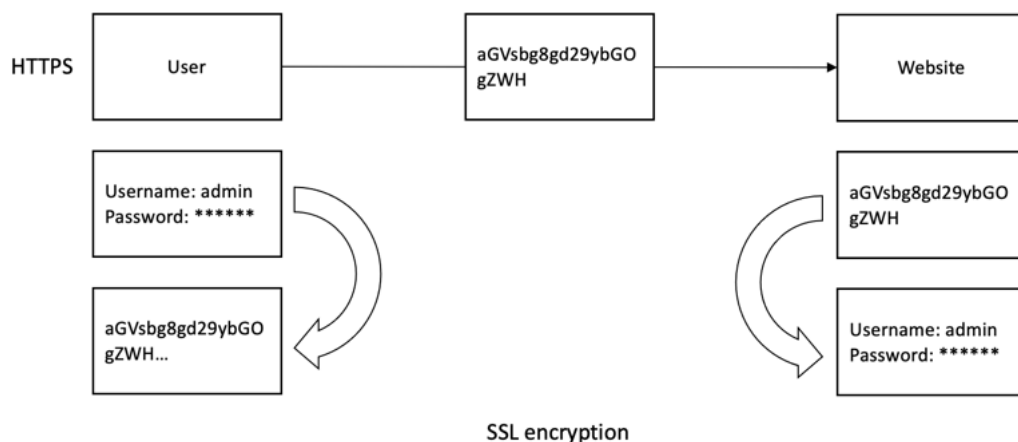 HTTPS
User
aGVsbg8gd29ybGO
gZWH
Website
Username: admin
Password: ******
aGVsbg8gd29ybGO
gZWH
aGVsbg8gd29ybGO
gZWH...
Username: admin
Password: ******
SSL encryption